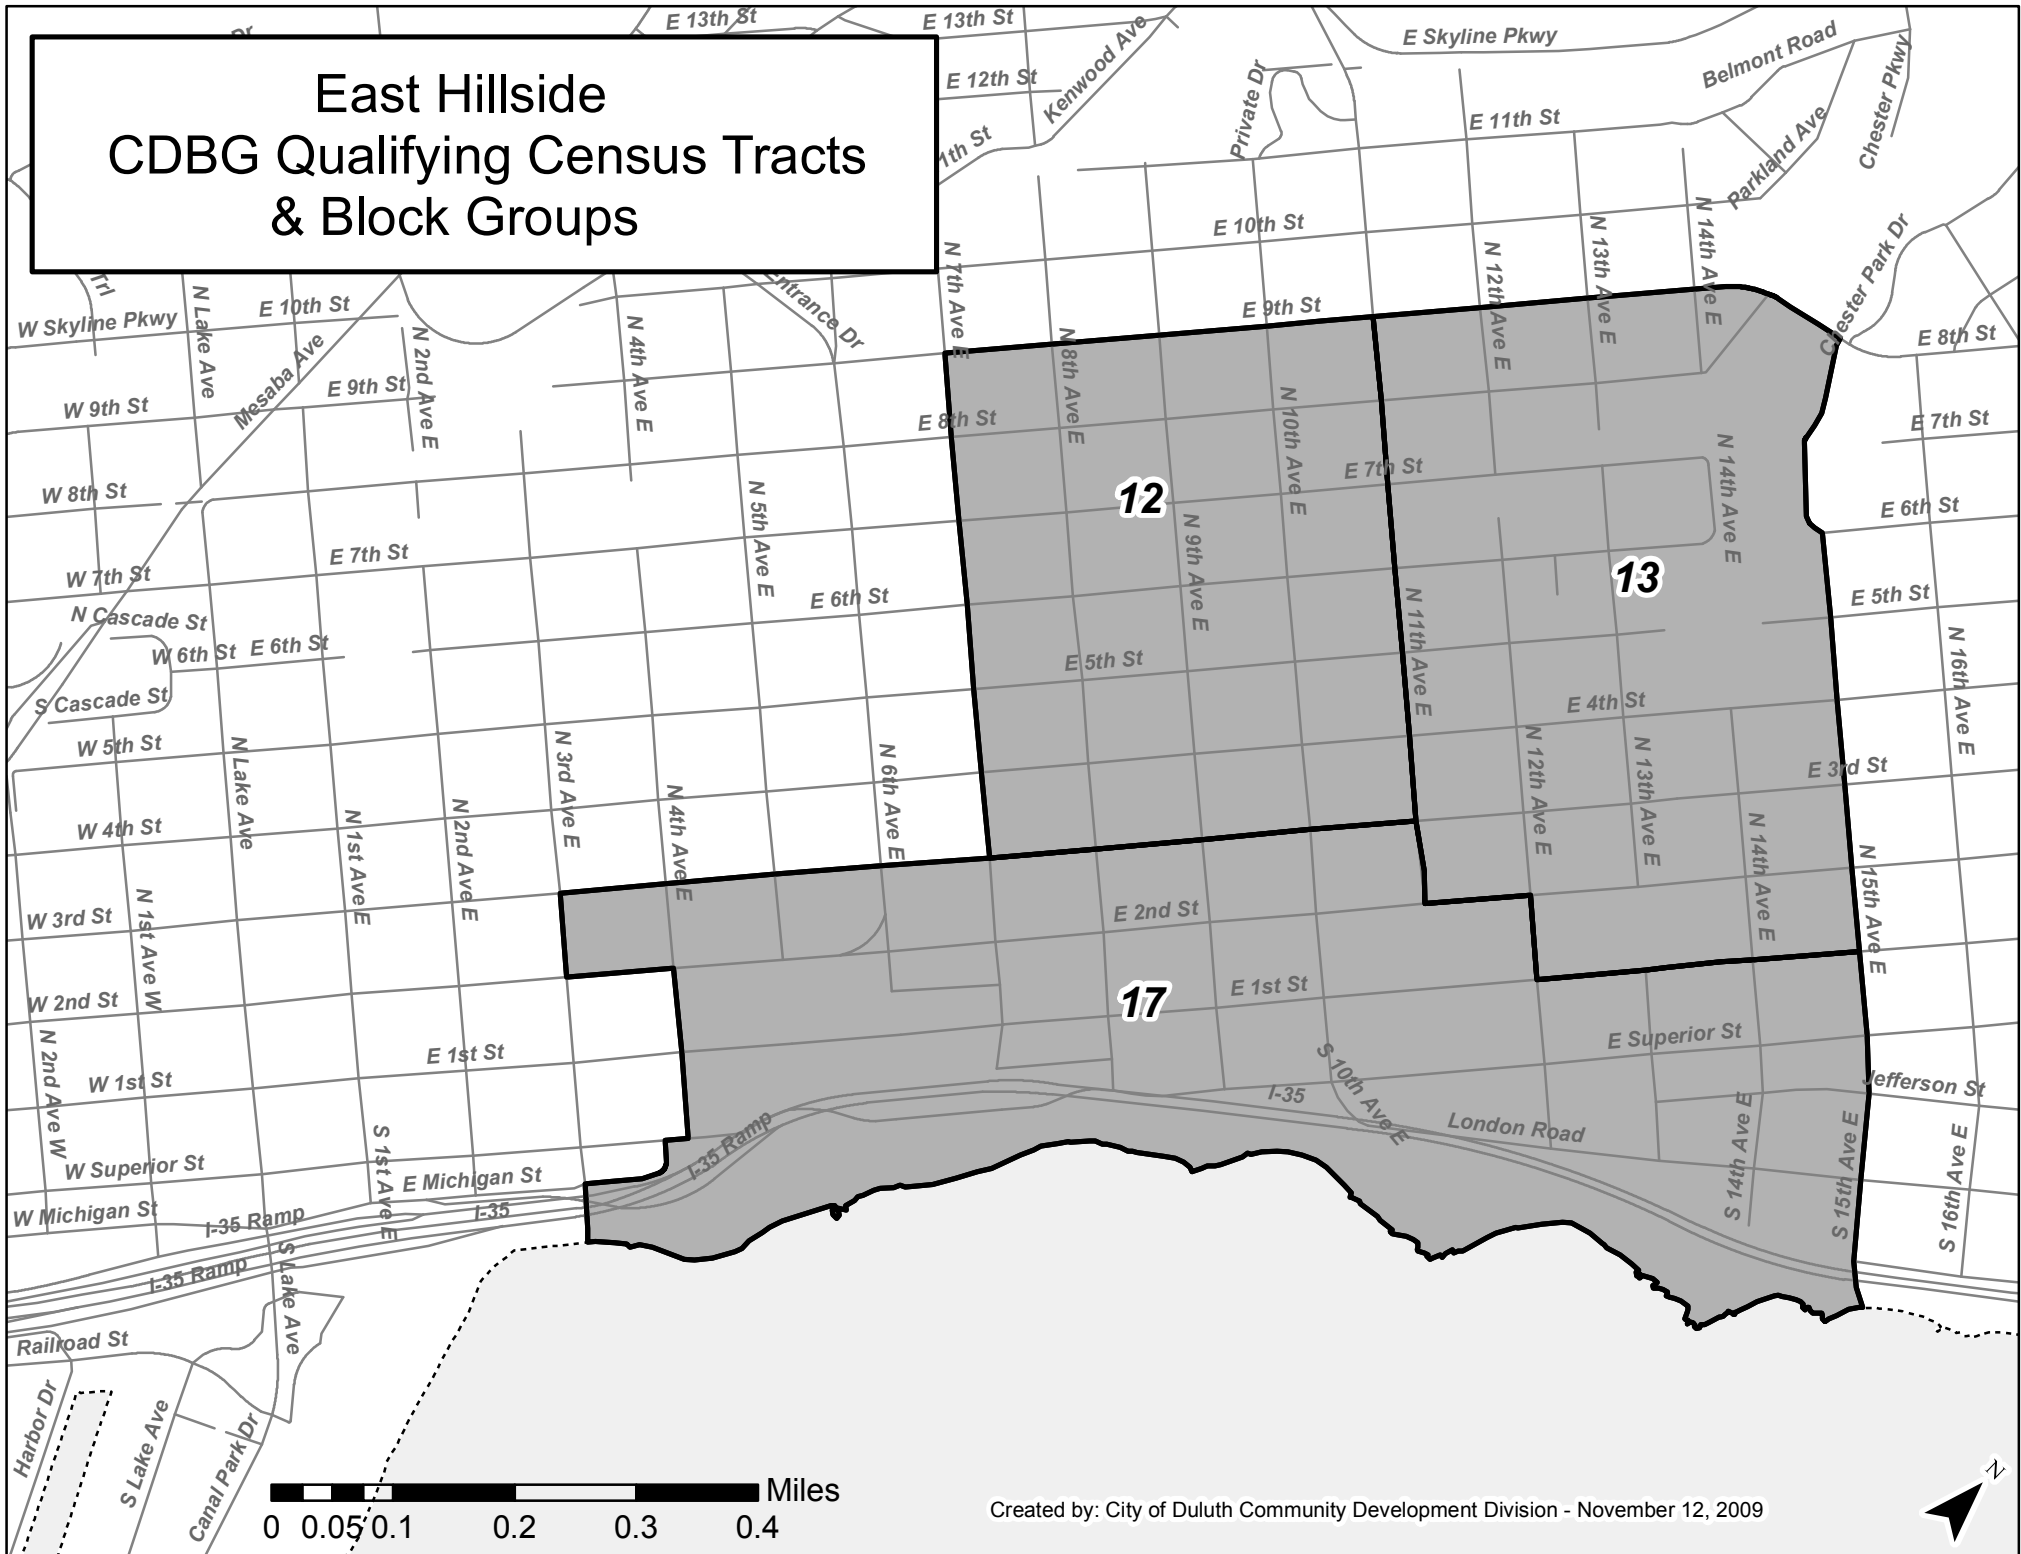 East Hillside
CDBG Qualifying Census Tracts
& Block Groups
E 13th St
E 13th St
E 12th St
Kenwood Ave
Private Dr
E Skyline Pkwy
Belmont Road
Chester Pkwy
E 11th St
Parkland Ave
1th St
E 10th St
N 7th Ave E
N 12th Ave E
N 13th Ave E
N 14th Ave E
Chester Park Dr
Dr
Trl
W Skyline Pkwy
N Lake Ave
E 10th St
Mesaba Ave
N 2nd Ave E
N 4th Ave E
Entrance Dr
E 9th St
N 8th Ave E
E 8th St
W 9th St
E 9th St
E 8th St
N 10th Ave E
E 7th St
E 7th St
N 14th Ave E
W 8th St
N 5th Ave E
12
N 9th Ave E
E 6th St
W 7th St
E 7th St
E 6th St
13
E 5th St
N Cascade St
W 6th St
E 6th St
E 5th St
N 11th Ave E
N 16th Ave E
S Cascade St
E 4th St
W 5th St
N Lake Ave
N 3rd Ave E
N 6th Ave E
N 12th Ave E
N 13th Ave E
E 3rd St
W 4th St
N 1st Ave E
N 2nd Ave E
N 4th Ave E
N 14th Ave E
N 15th Ave E
W 3rd St
N 1st Ave W
E 2nd St
W 2nd St
17
E 1st St
N 2nd Ave W
W 1st St
E 1st St
E Superior St
S 10th Ave E
I-35
London Road
Jefferson St
S 14th Ave E
S 15th Ave E
S 16th Ave E
W Superior St
S 1st Ave E
E Michigan St
I-35 Ramp
W Michigan St
I-35 Ramp
I-35
I-35 Ramp
S Lake Ave
Railroad St
Harbor Dr
S Lake Ave
Canal Park Dr
Miles
0 0.05 0.1 0.2 0.3 0.4
Created by: City of Duluth Community Development Division - November 12, 2009
N